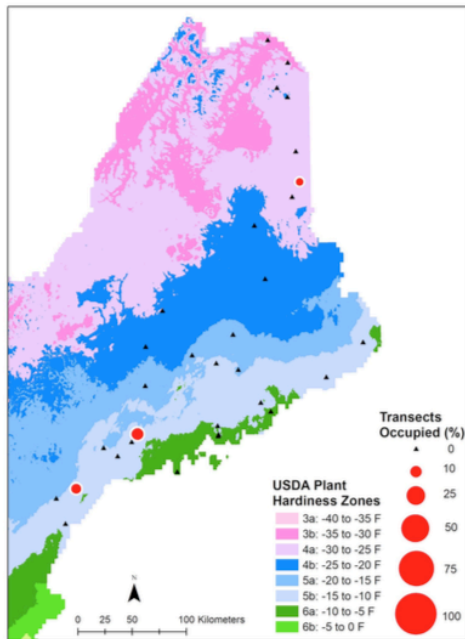 Transects
Occupied (%)
0
10
25
50
75
100
USDA Plant
Hardiness Zones
3a: -40 to -35 F
3b: -35 to -30 F
4a: -30 to -25 F
4b: -25 to -20 F
5a: -20 to -15 F
5b: -15 to -10 F
6a: -10 to -5 F
6b: -5 to 0 F
N
0 50 100 Kilometers